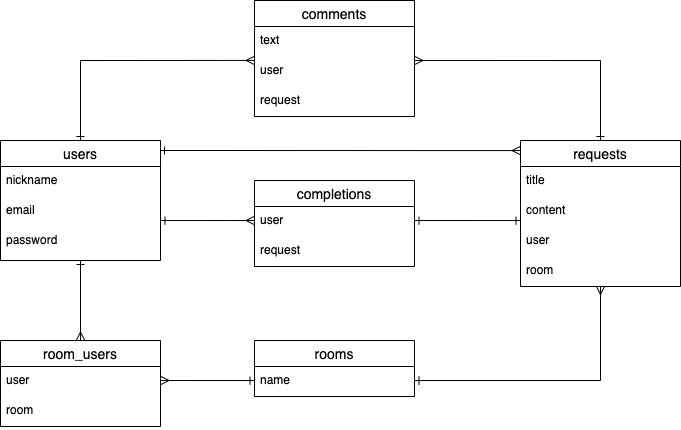 comments
text
user
request
users
nickname
email
password
requests
title
content
user
room
completions
user
request
room_users
user
room
rooms
name